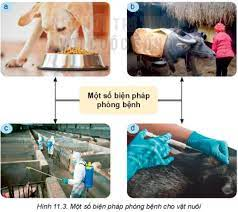 a
b
Một số biện pháp
phòng bệnh
c
d
Hình 11.3. Một số biện pháp phòng bệnh cho vật nuôi